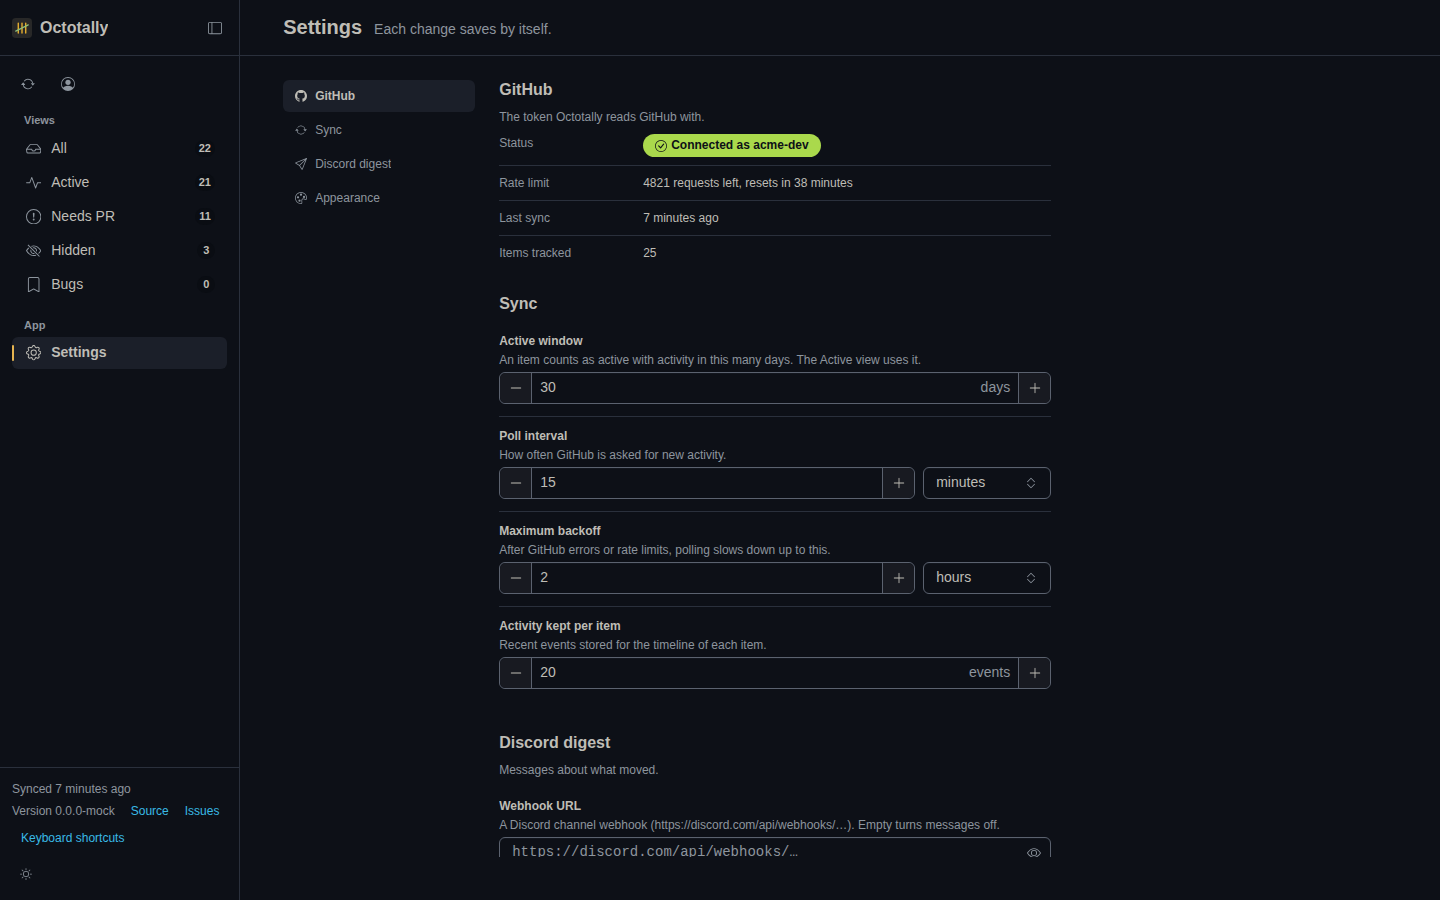 Octotally
Settings Each change saves by itself.
Views
All 22
Active 21
Needs PR 11
Hidden 3
Bugs 0
App
Settings
Synced 7 minutes ago
Version 0.0.0-mock Source Issues
Keyboard shortcuts
GitHub
Sync
Discord digest
Appearance
GitHub
The token Octotally reads GitHub with.
Status Connected as acme-dev
Rate limit 4821 requests left, resets in 38 minutes
Last sync 7 minutes ago
Items tracked 25
Sync
Active window
An item counts as active with activity in this many days. The Active view uses it.
30 days
Poll interval
How often GitHub is asked for new activity.
15 minutes
Maximum backoff
After GitHub errors or rate limits, polling slows down up to this.
2 hours
Activity kept per item
Recent events stored for the timeline of each item.
20 events
Discord digest
Messages about what moved.
Webhook URL
A Discord channel webhook (https://discord.com/api/webhooks/…). Empty turns messages off.
https://discord.com/api/webhooks/…